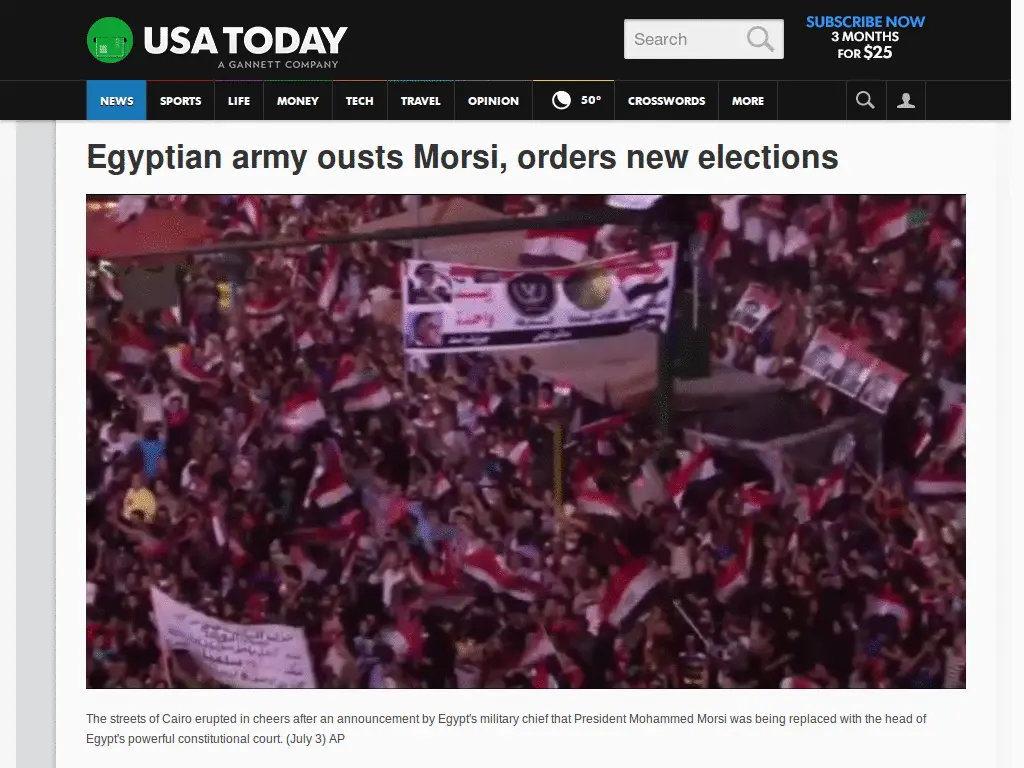 USA TODAY
A GANNETT COMPANY
Search
SUBSCRIBE NOW
3 MONTHS
FOR $25
NEWS
SPORTS
LIFE
MONEY
TECH
TRAVEL
OPINION
50°
CROSSWORDS
MORE
Egyptian army ousts Morsi, orders new elections
The streets of Cairo erupted in cheers after an announcement by Egypt's military chief that President Mohammed Morsi was being replaced with the head of
Egypt's powerful constitutional court. (July 3) AP